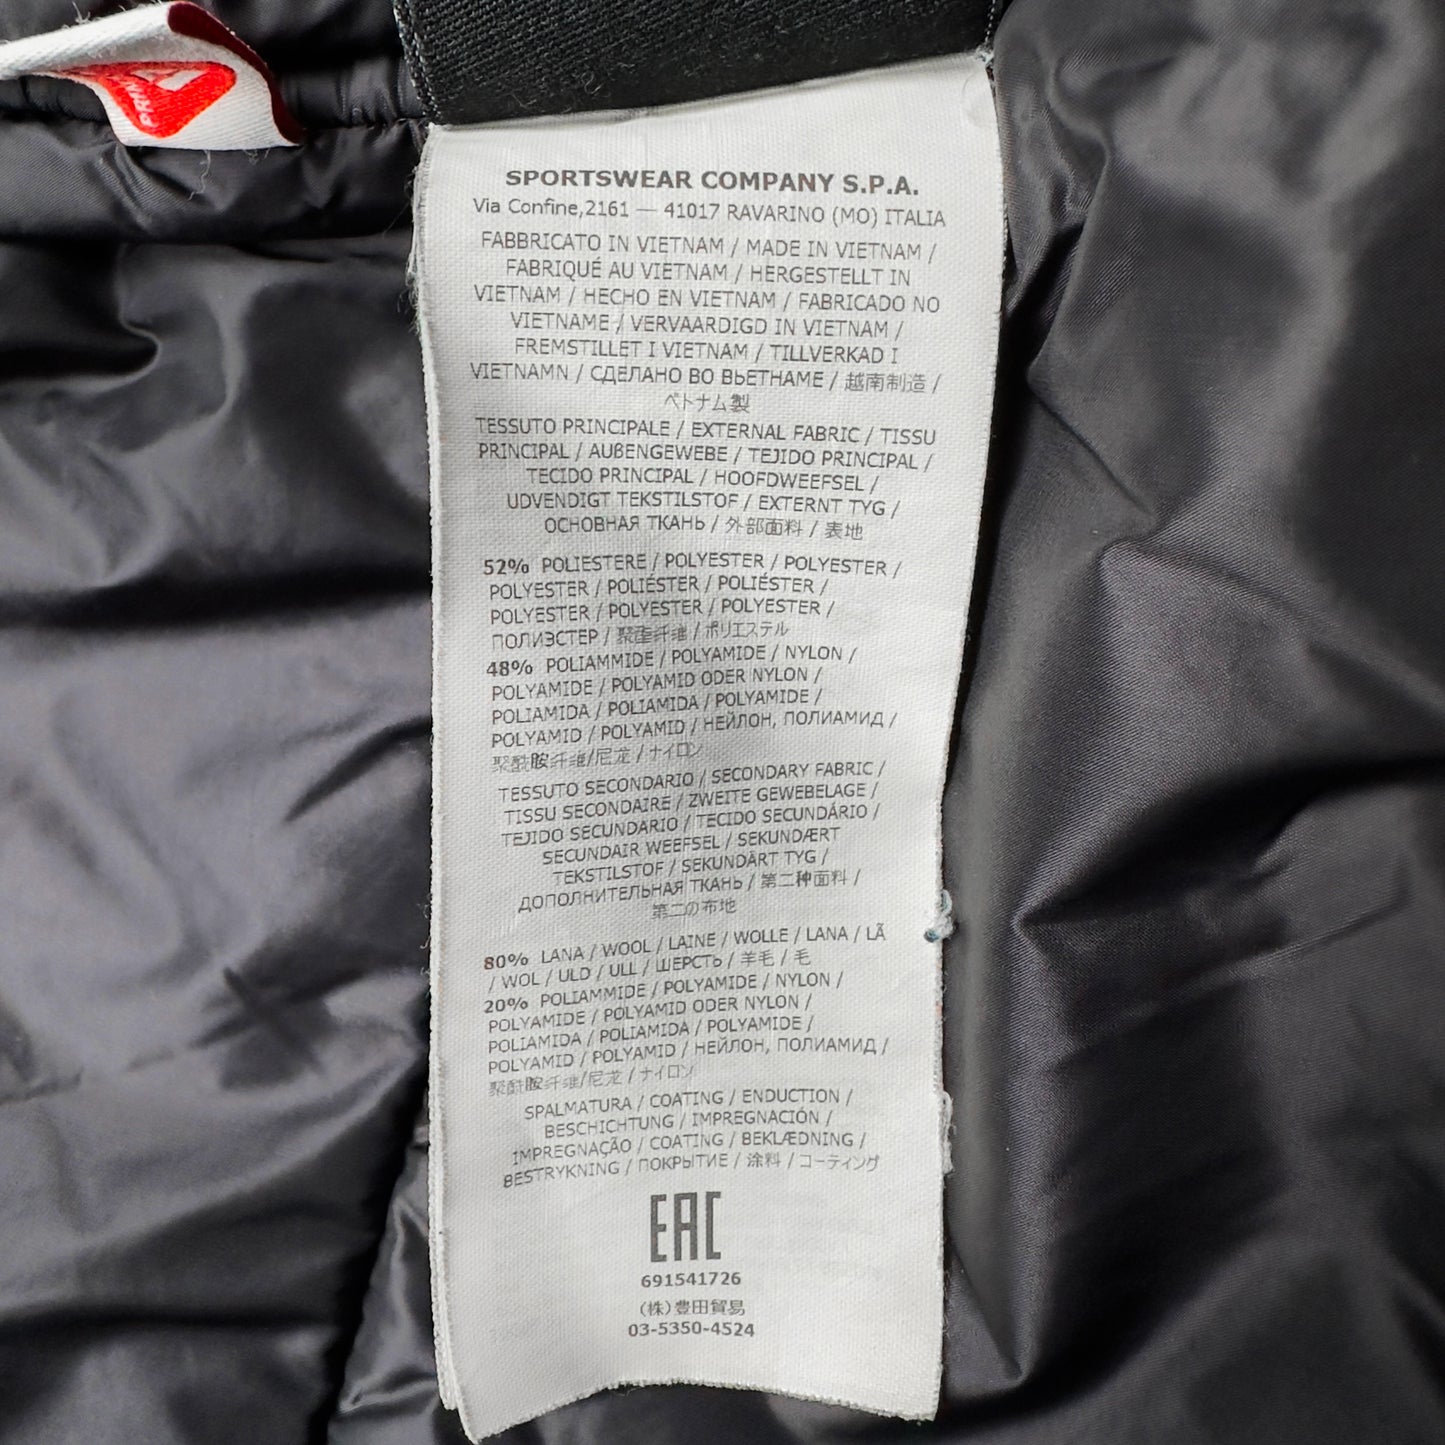 SPORTSWEAR COMPANY S.P.A.
Via Confine,2161 — 41017 RAVARINO (MO) ITALIA
FABBRICATO IN VIETNAM / MADE IN VIETNAM /
FABRIQUÉ AU VIETNAM / HERGESTELLT IN
VIETNAM / HECHO EN VIETNAM / FABRICADO NO
VIETNAME / VERVAARDIGD IN VIETNAM /
FREMSTILLET I VIETNAM / TILLVERKAD I
VIETNAMN / СДЕЛАНО ВО ВЬЕТНАМЕ / 越南制造 /
ベトナム製
TESSUTO PRINCIPALE / EXTERNAL FABRIC / TISSU
PRINCIPAL / AUßENGEWEBE / TEJIDO PRINCIPAL /
TECIDO PRINCIPAL / HOOFDWEEFSEL /
UDVENDIGT TEKSTILSTOF / EXTERNT TYG /
ОСНОВНАЯ ТКАНЬ / 外部面料 / 表地
52% POLIESTERE / POLYESTER / POLYESTER /
POLYESTER / POLIÉSTER / POLIÉSTER /
POLYESTER / POLYESTER / POLYESTER /
ПОЛИЭСТЕР / 聚酯纤维 / ポリエステル
48% POLIAMMIDE / POLYAMIDE / NYLON /
POLYAMIDE / POLYAMID ODER NYLON /
POLIAMIDA / POLIAMIDA / POLYAMIDE /
POLYAMID / POLYAMID / НЕЙЛОН, ПОЛИАМИД /
聚酰胺纤维/尼龙 / ナイロン
TESSUTO SECONDARIO / SECONDARY FABRIC /
TISSU SECONDAIRE / ZWEITE GEWEBELAGE /
TEJIDO SECUNDARIO / TECIDO SECUNDÁRIO /
SECUNDAIR WEEFSEL / SEKUNDÆRT
TEKSTILSTOF / SEKUNDÄRT TYG /
ДОПОЛНИТЕЛЬНАЯ ТКАНЬ / 第二种面料 /
第二の布地
80% LANA / WOOL / LAINE / WOLLE / LANA / LÃ
/ WOL / ULD / ULL / ШЕРСТЬ / 羊毛 / 毛
20% POLIAMMIDE / POLYAMIDE / NYLON /
POLYAMIDE / POLYAMID ODER NYLON /
POLIAMIDA / POLIAMIDA / POLYAMIDE /
POLYAMID / POLYAMID / НЕЙЛОН, ПОЛИАМИД /
聚酰胺纤维/尼龙 / ナイロン
SPALMATURA / COATING / ENDUCTION /
BESCHICHTUNG / IMPREGNACIÓN /
IMPREGNAÇÃO / COATING / BEKLÆDNING /
BESTRYKNING / ПОКРЫТИЕ / 涂料 / コーティング
EAC
691541726
(株)豊田貿易
03-5350-4524